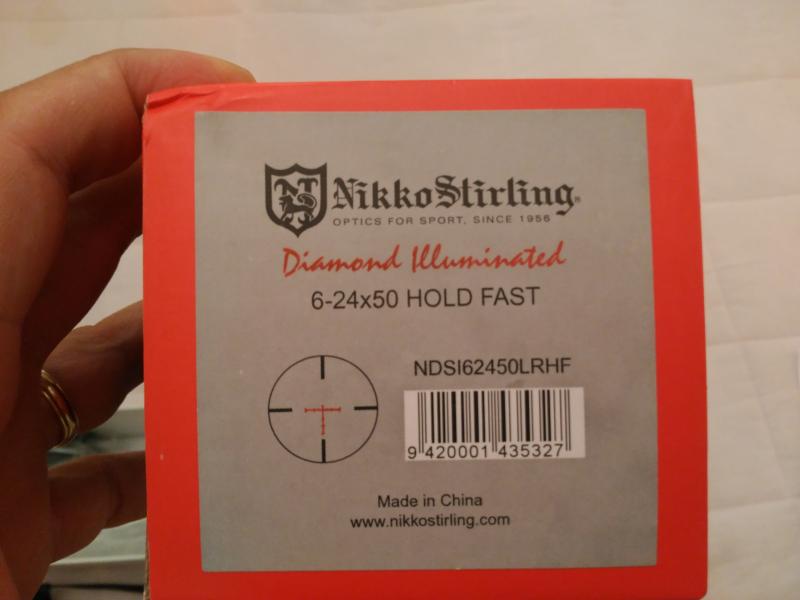 NikkoStirling®
OPTICS FOR SPORT, SINCE 1956
Diamond Illuminated
6-24x50 HOLD FAST
NDSI62450LRHF
9 420001 435327
Made in China
www.nikkostirling.com